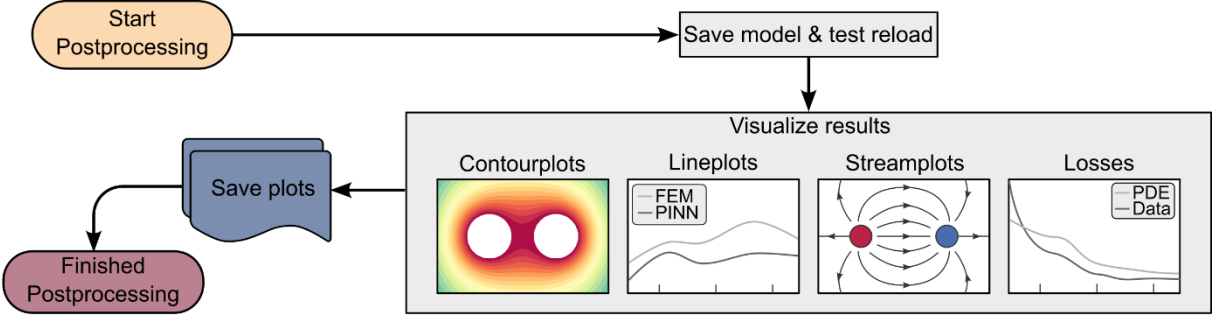 Start
Postprocessing
Save model & test reload
Visualize results
Contourplots
Lineplots
Streamplots
Losses
FEM
PINN
PDE
Data
Save plots
Finished
Postprocessing